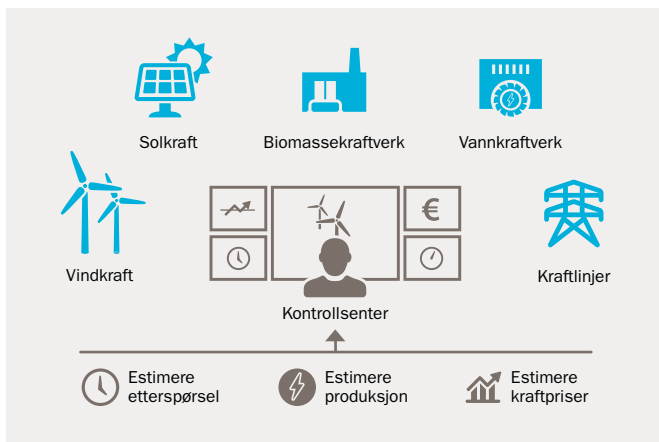 Solkraft
Biomassekraftverk
Vannkraftverk
Vindkraft
€
Kraftlinjer
Kontrollsenter
Estimere
etterspørsel
Estimere
produksjon
Estimere
kraftpriser